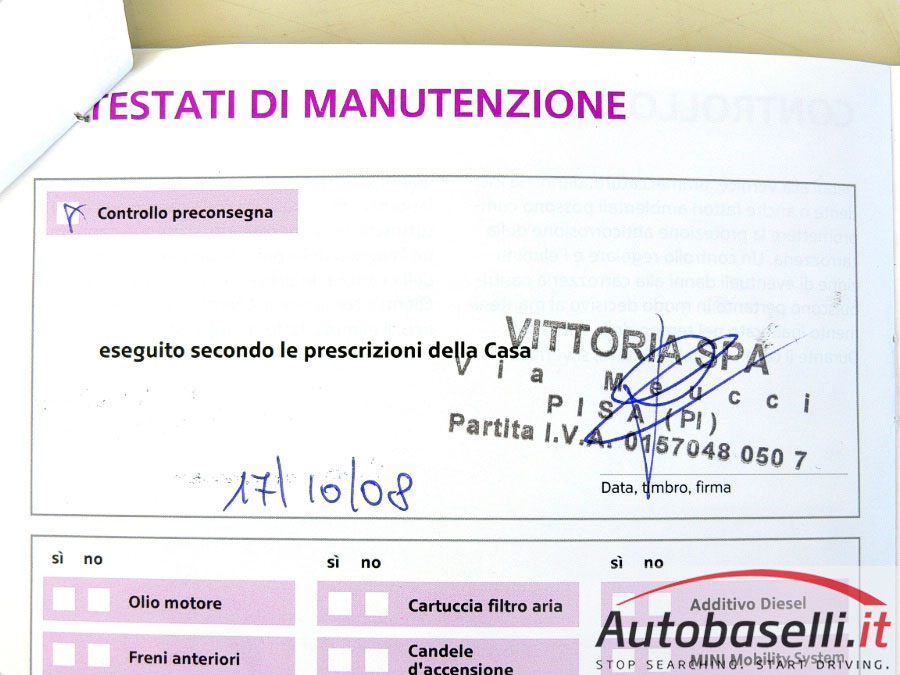 TESTATI DI MANUTENZIONE
Controllo preconsegna
eseguito secondo le prescrizioni della Casa
VITTORIA SPA
Via Meucci
PISA (PI)
Partita I.V.A. 0157048 050 7
17/10/08
Data, timbro, firma
sì no
sì no
sì no
Olio motore
Cartuccia filtro aria
Additivo Diesel
Freni anteriori
Candele
d'accensione
MINI Mobility System
Autobaselli.it
STOP SEARCHING. START DRIVING.